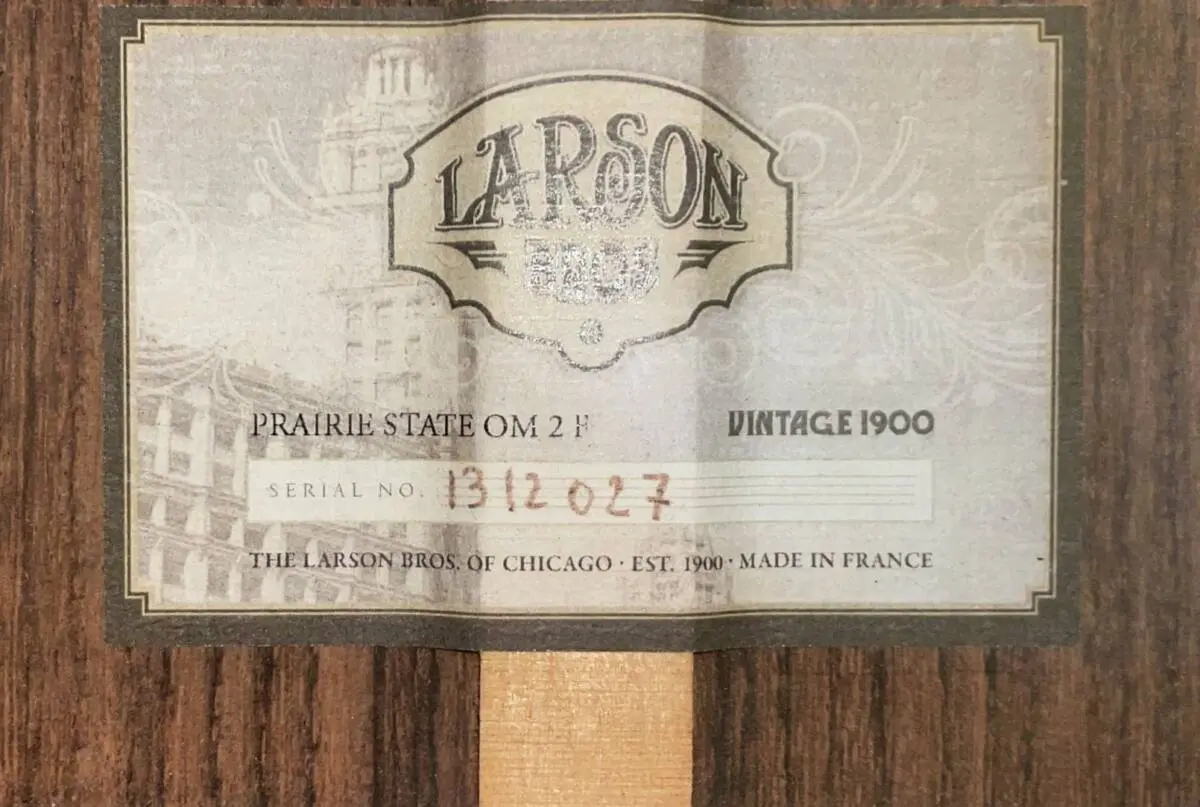 LARSON
BROS
PRAIRIE STATE OM 2 VINTAGE 1900
SERIAL NO. 1312027
THE LARSON BROS. OF CHICAGO · EST. 1900 · MADE IN FRANCE